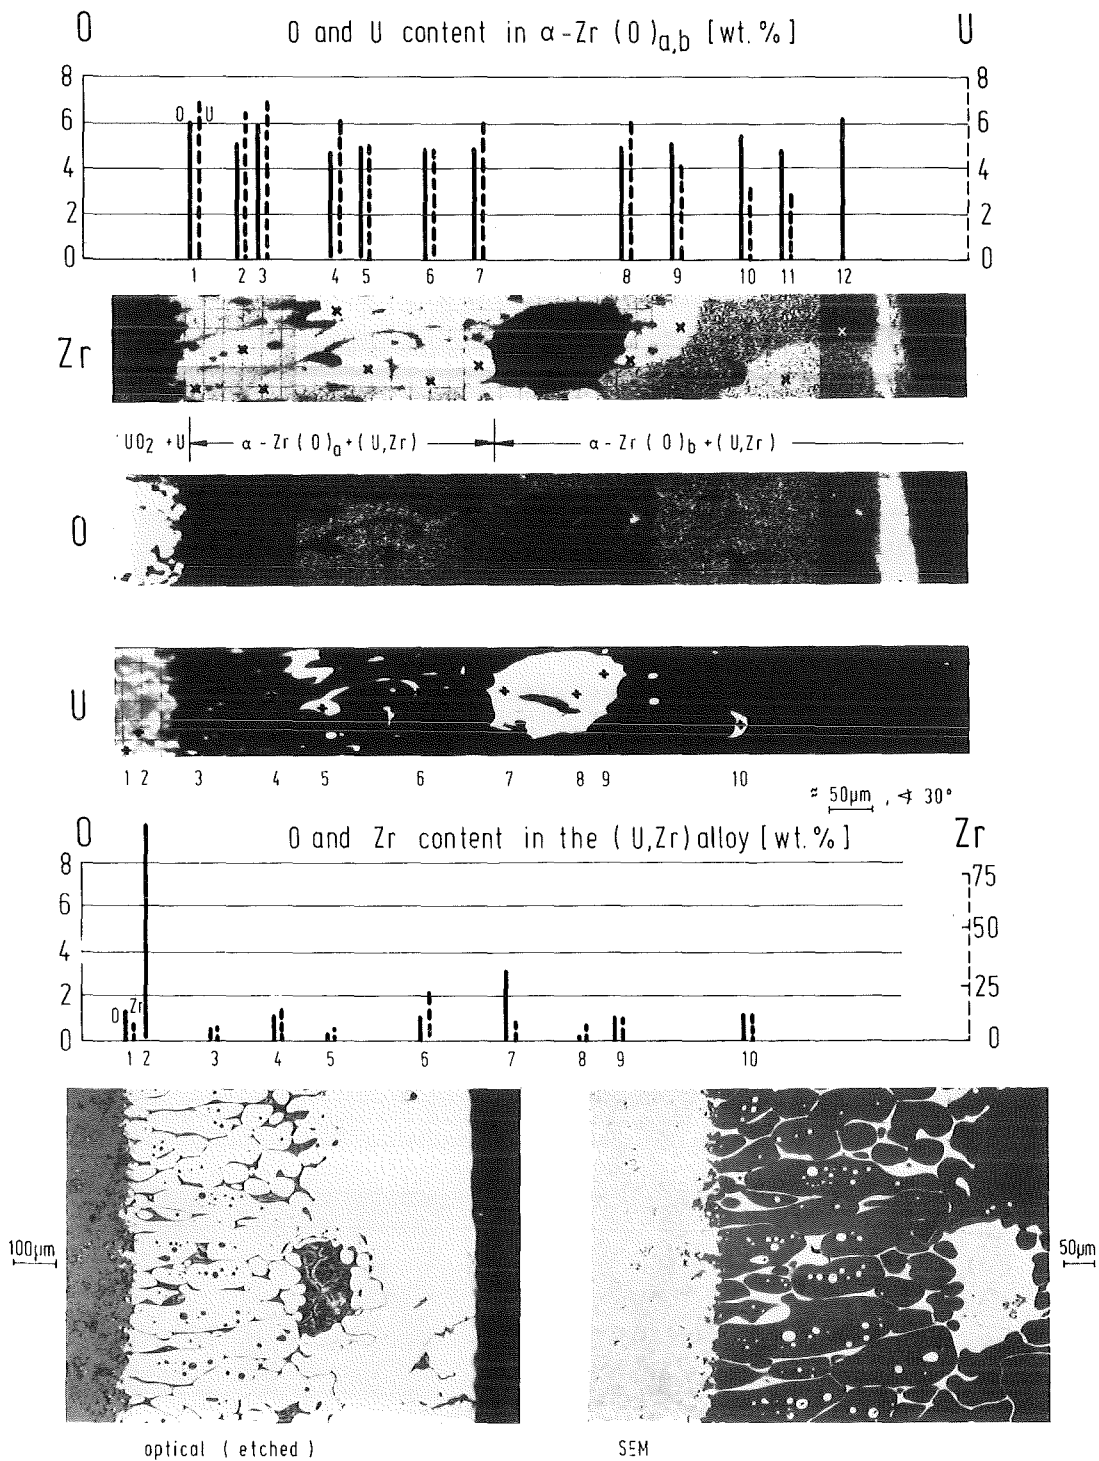 O O and U content in α-Zr (O)a,b [wt.%] U
8 8
6 O U 6
4 4
2 2
0 0
1 2 3 4 5 6 7 8 9 10 11 12
Zr
UO2 +U α-Zr(O)a+(U,Zr) α-Zr(O)b+(U,Zr)
O
U
1 2 3 4 5 6 7 8 9 10
≈ 50µm , ∢ 30°
O O and Zr content in the (U,Zr) alloy [wt.%] Zr
8 75
6
4 50
2 25
O Zr
0 0
1 2 3 4 5 6 7 8 9 10
100µm 50µm
optical (etched) SEM